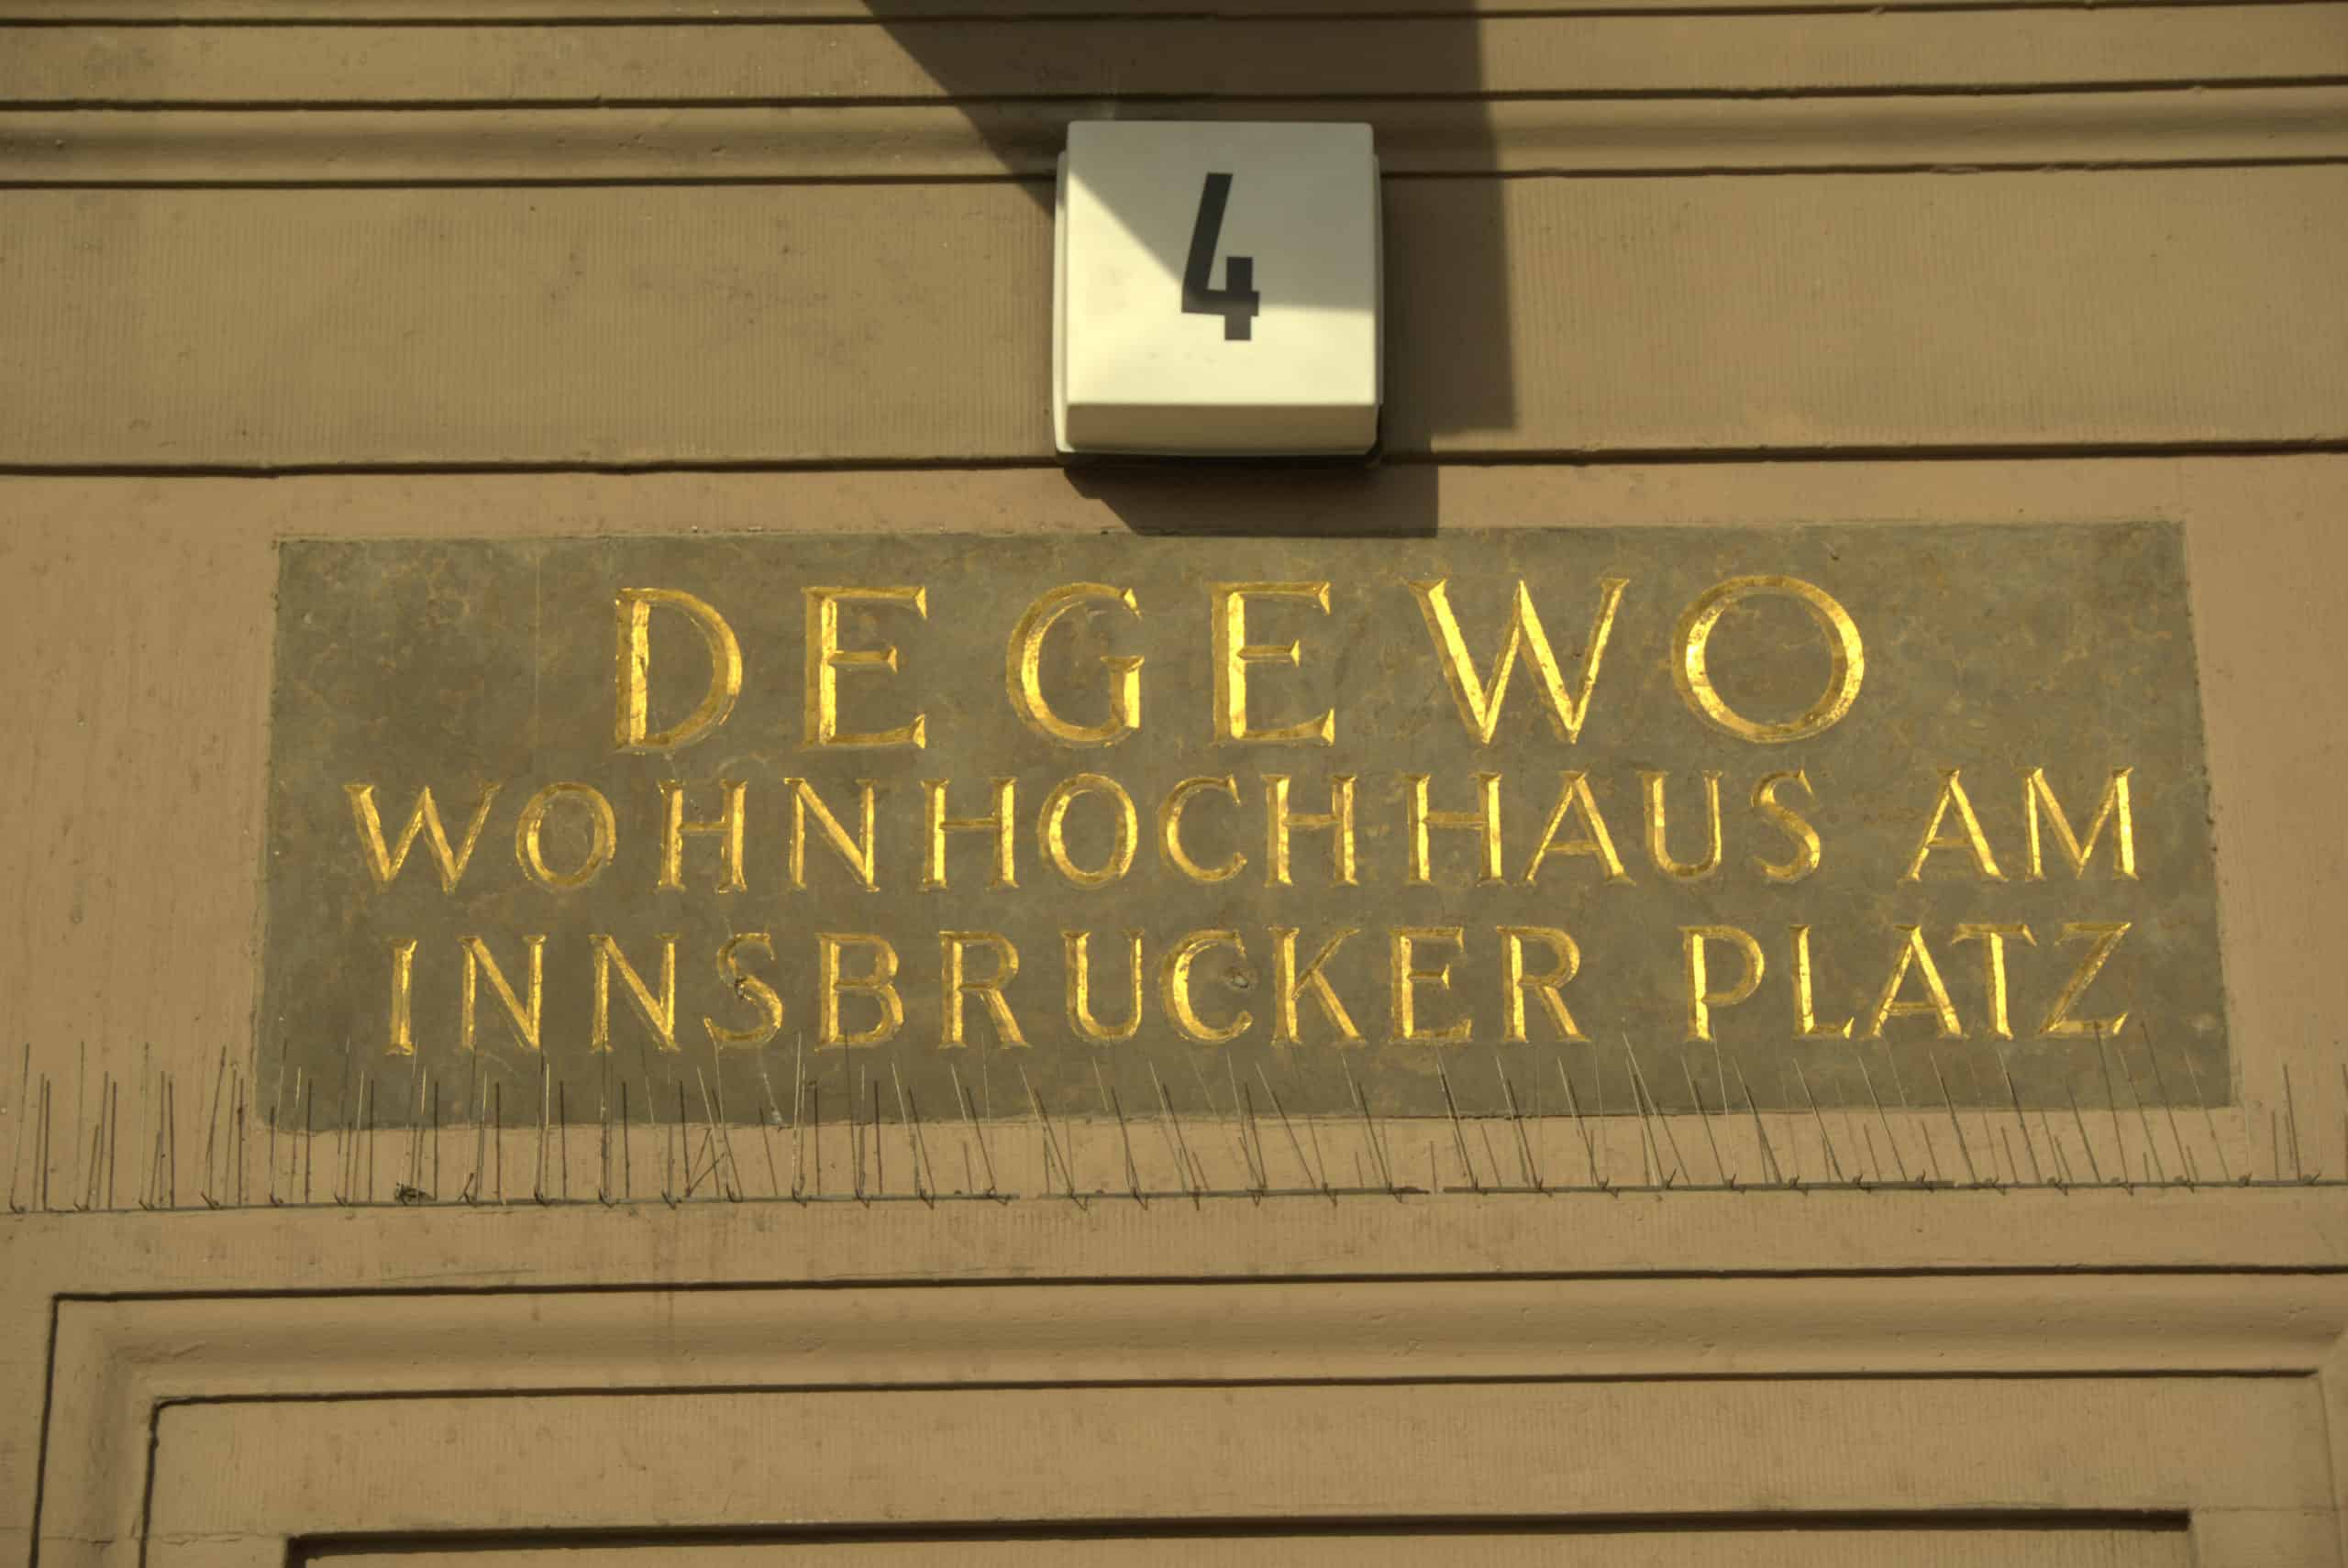 4
DEGEWO
WOHNHOCHHAUS AM
INNSBRUCKER PLATZ